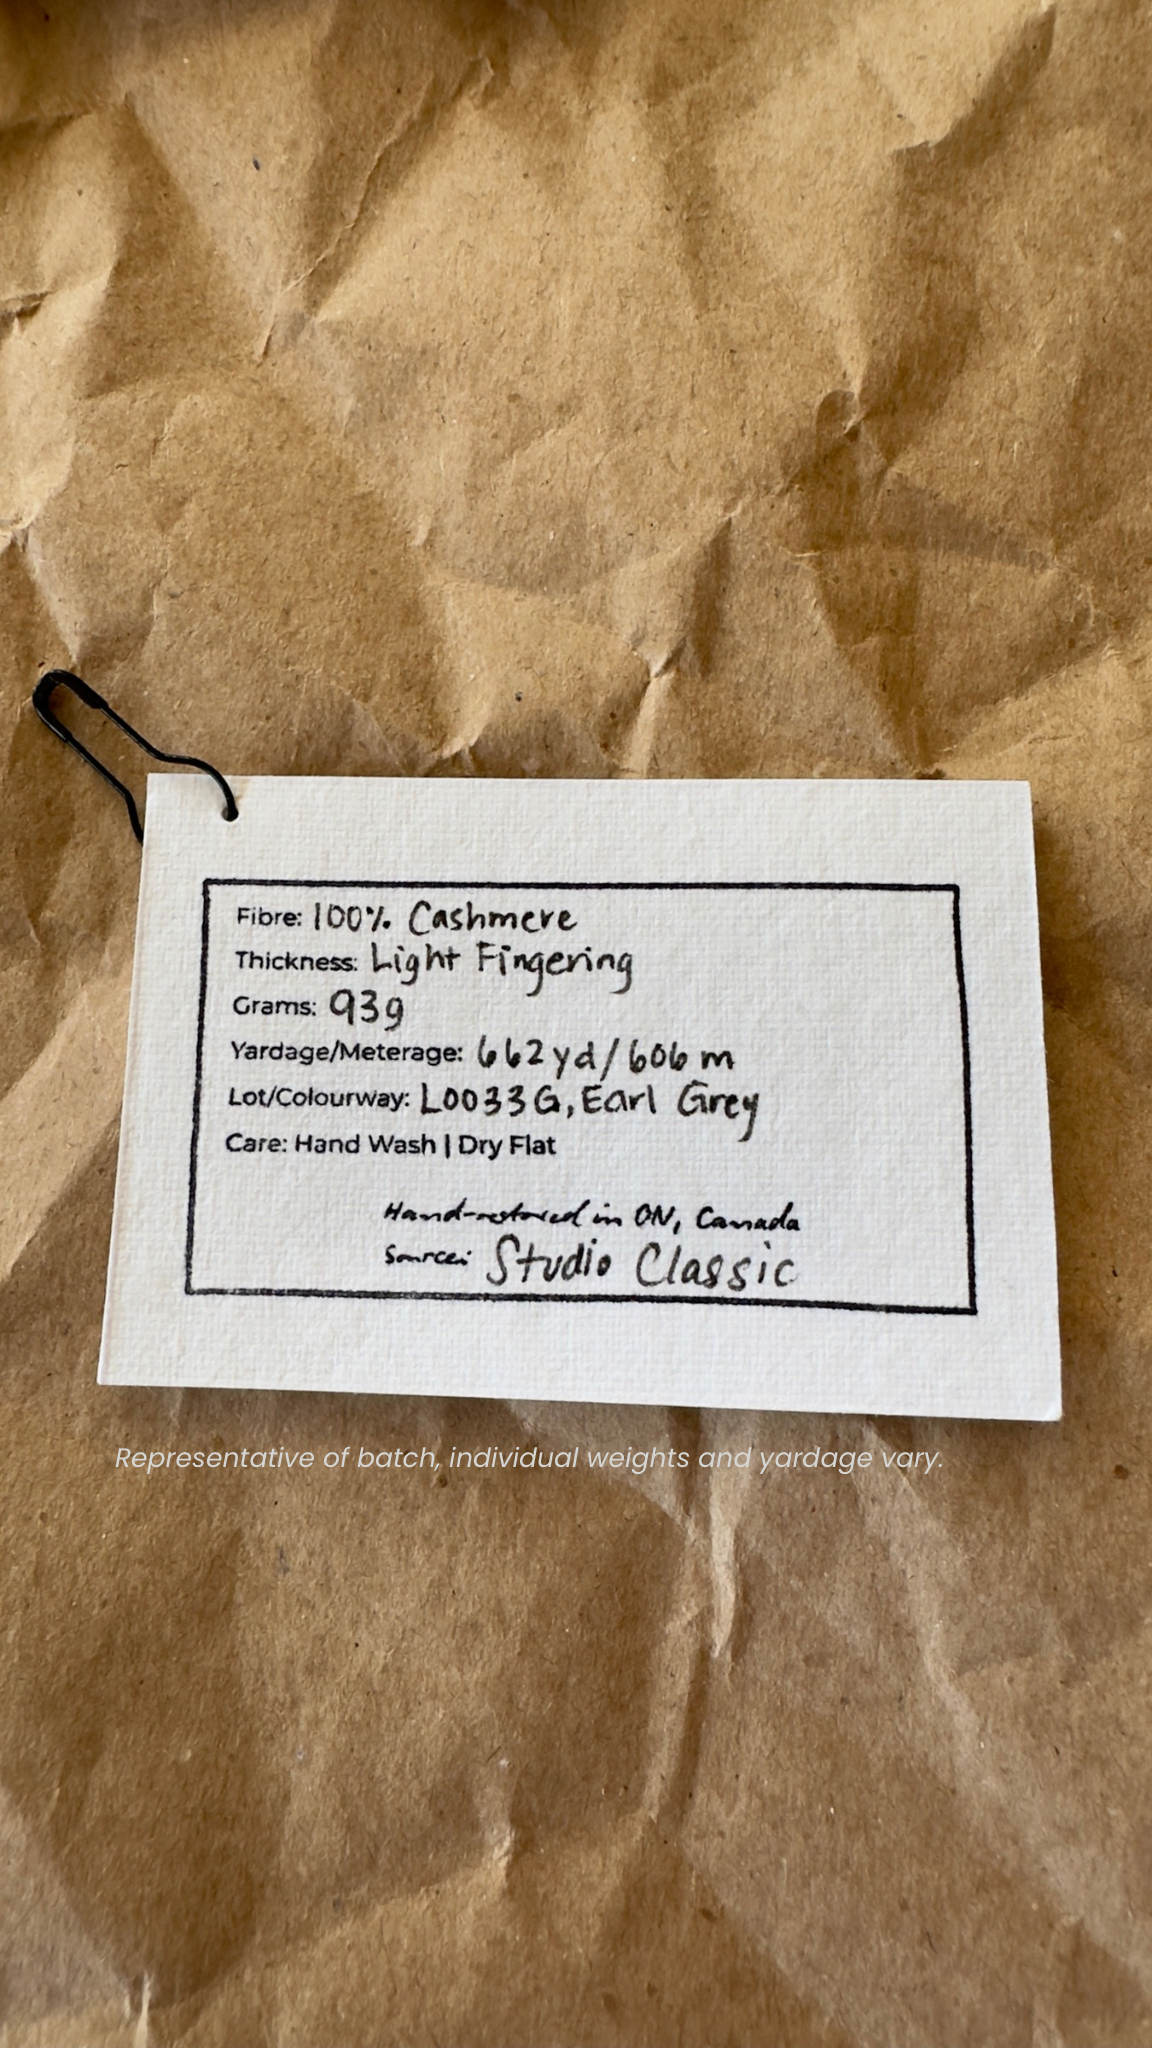 Fibre: 100% Cashmere
Thickness: Light Fingering
Grams: 93g
Yardage/Meterage: 662yd/606m
Lot/Colourway: L0033G, Earl Grey
Care: Hand Wash | Dry Flat
Hand-restored in ON, Canada
Source: Studio Classic
Representative of batch, individual weights and yardage vary.